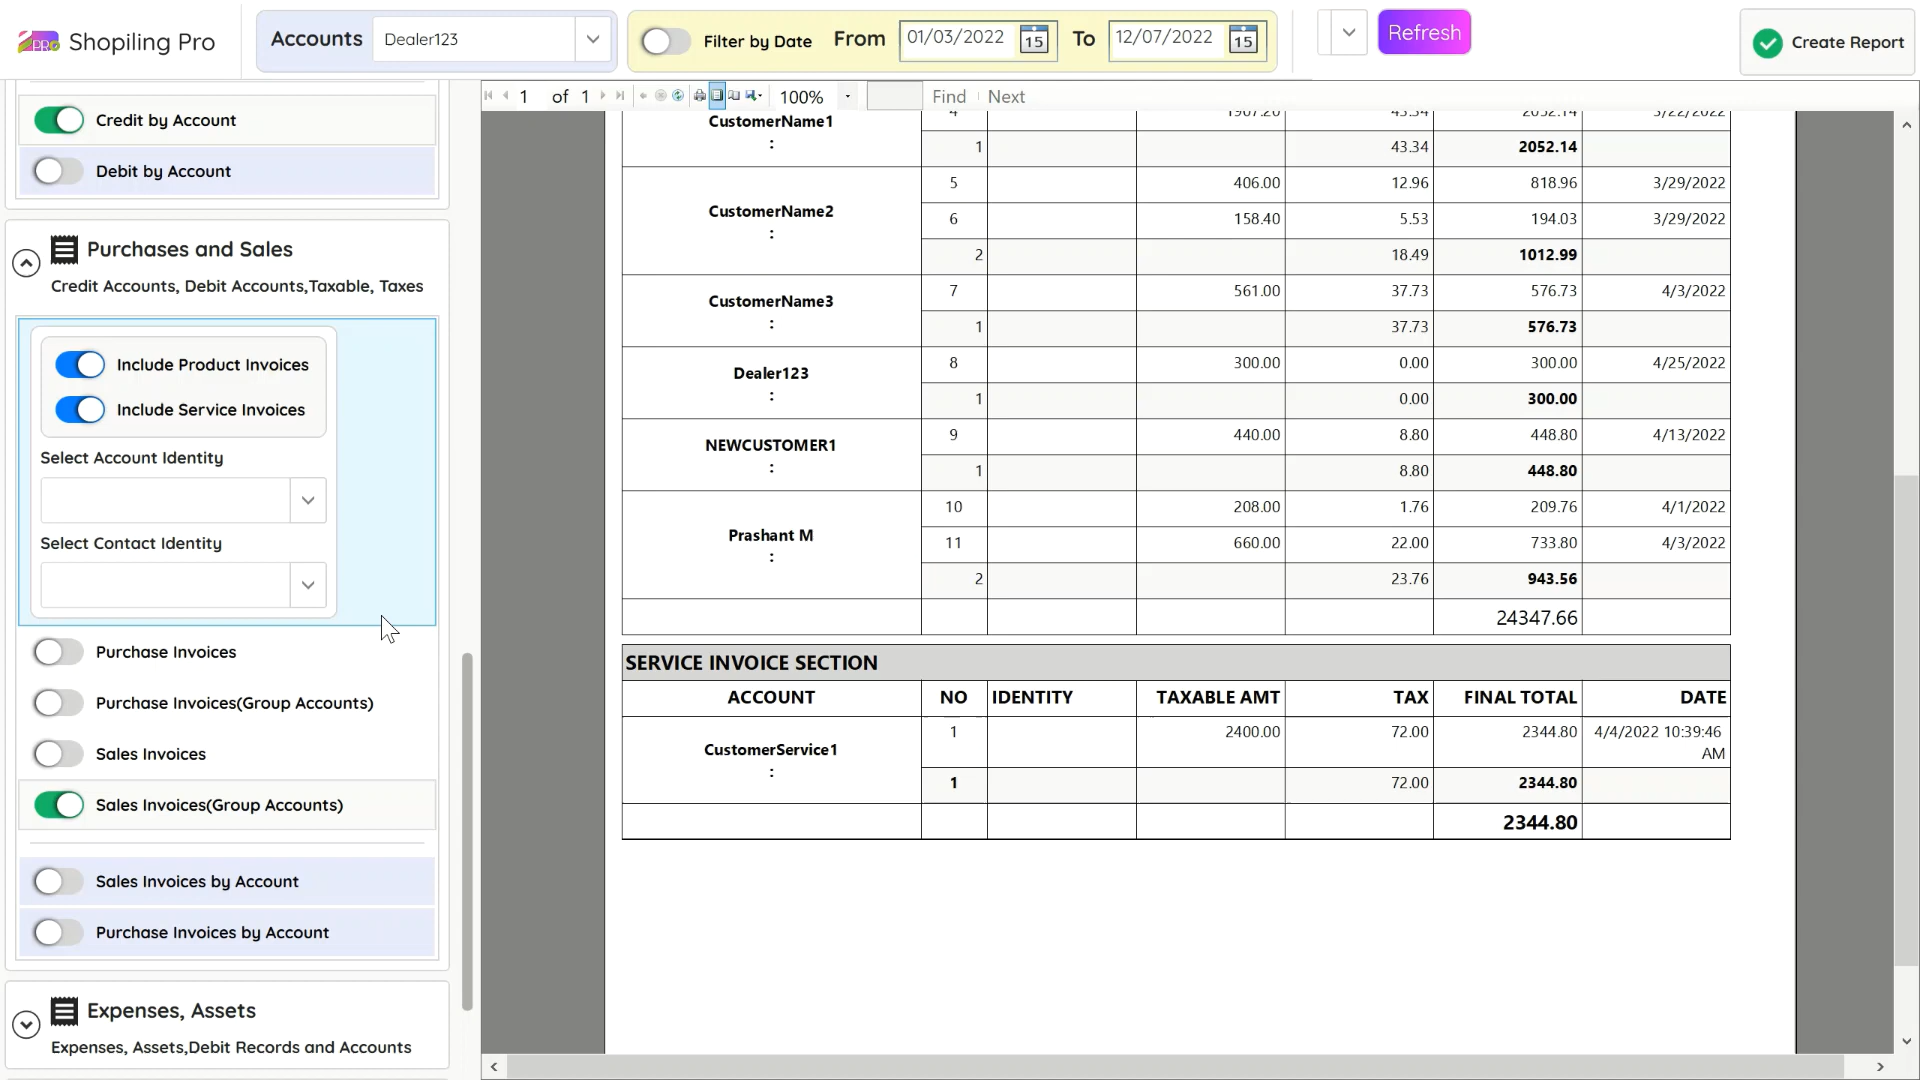 Shopiling Pro
Accounts Dealer123 Filter by Date From 01/03/2022 15 To 12/07/2022 15 Refresh Create Report
Credit by Account
Debit by Account
Purchases and Sales
Credit Accounts, Debit Accounts,Taxable, Taxes
Include Product Invoices
Include Service Invoices
Select Account Identity
Select Contact Identity
Purchase Invoices
Purchase Invoices(Group Accounts)
Sales Invoices
Sales Invoices(Group Accounts)
Sales Invoices by Account
Purchase Invoices by Account
Expenses, Assets
Expenses, Assets,Debit Records and Accounts
1 of 1 100% Find Next
4 1907.20 43.34 2052.14 3/22/2022
CustomerName1
:
1 43.34 2052.14
5 406.00 12.96 818.96 3/29/2022
CustomerName2
:
6 158.40 5.53 194.03 3/29/2022
2 18.49 1012.99
7 561.00 37.73 576.73 4/3/2022
CustomerName3
:
1 37.73 576.73
8 300.00 0.00 300.00 4/25/2022
Dealer123
:
1 0.00 300.00
9 440.00 8.80 448.80 4/13/2022
NEWCUSTOMER1
:
1 8.80 448.80
10 208.00 1.76 209.76 4/1/2022
Prashant M
:
11 660.00 22.00 733.80 4/3/2022
2 23.76 943.56
24347.66
SERVICE INVOICE SECTION
ACCOUNT NO IDENTITY TAXABLE AMT TAX FINAL TOTAL DATE
1 2400.00 72.00 2344.80 4/4/2022 10:39:46
AM
CustomerService1
:
1 72.00 2344.80
2344.80